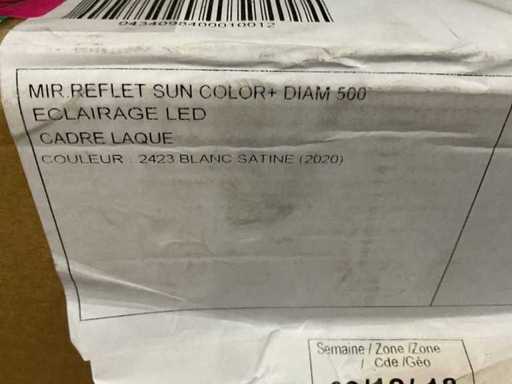 0434098400010012
MIR.REFLET SUN COLOR+ DIAM 500
ECLAIRAGE LED
CADRE LAQUE
COULEUR : 2423 BLANC SATINE (2020)
Semaine / Zone /Zone
/ Cde /Géo